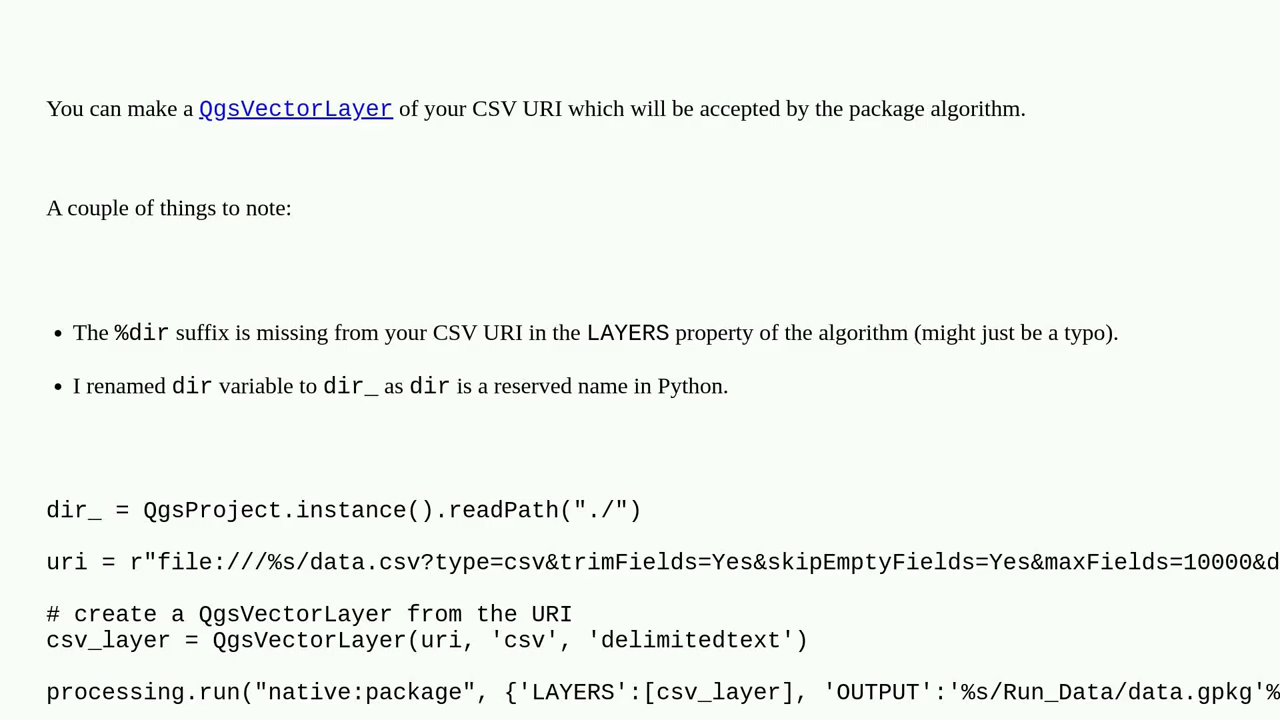 You can make a QgsVectorLayer of your CSV URI which will be accepted by the package algorithm.
A couple of things to note:
• The %dir suffix is missing from your CSV URI in the LAYERS property of the algorithm (might just be a typo).
• I renamed dir variable to dir_ as dir is a reserved name in Python.
dir_ = QgsProject.instance().readPath("./")
uri = r"file:///%s/data.csv?type=csv&trimFields=Yes&skipEmptyFields=Yes&maxFields=10000&d
# create a QgsVectorLayer from the URI
csv_layer = QgsVectorLayer(uri, 'csv', 'delimitedtext')
processing.run("native:package", {'LAYERS':[csv_layer], 'OUTPUT':'%s/Run_Data/data.gpkg'%